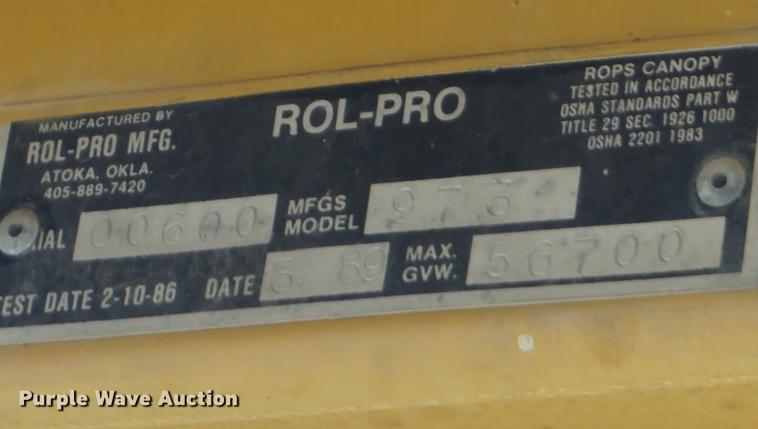 MANUFACTURED BY
ROL-PRO MFG.
ATOKA, OKLA.
405-889-7420
ROL-PRO
ROPS CANOPY
TESTED IN ACCORDANCE
OSHA STANDARDS PART W
TITLE 29 SEC. 1926 1000
OSHA 2201 1983
00600
MFGS
MODEL
973
TEST DATE 2-10-86
DATE
5. 89
MAX.
GVW.
56700
Purple Wave Auction